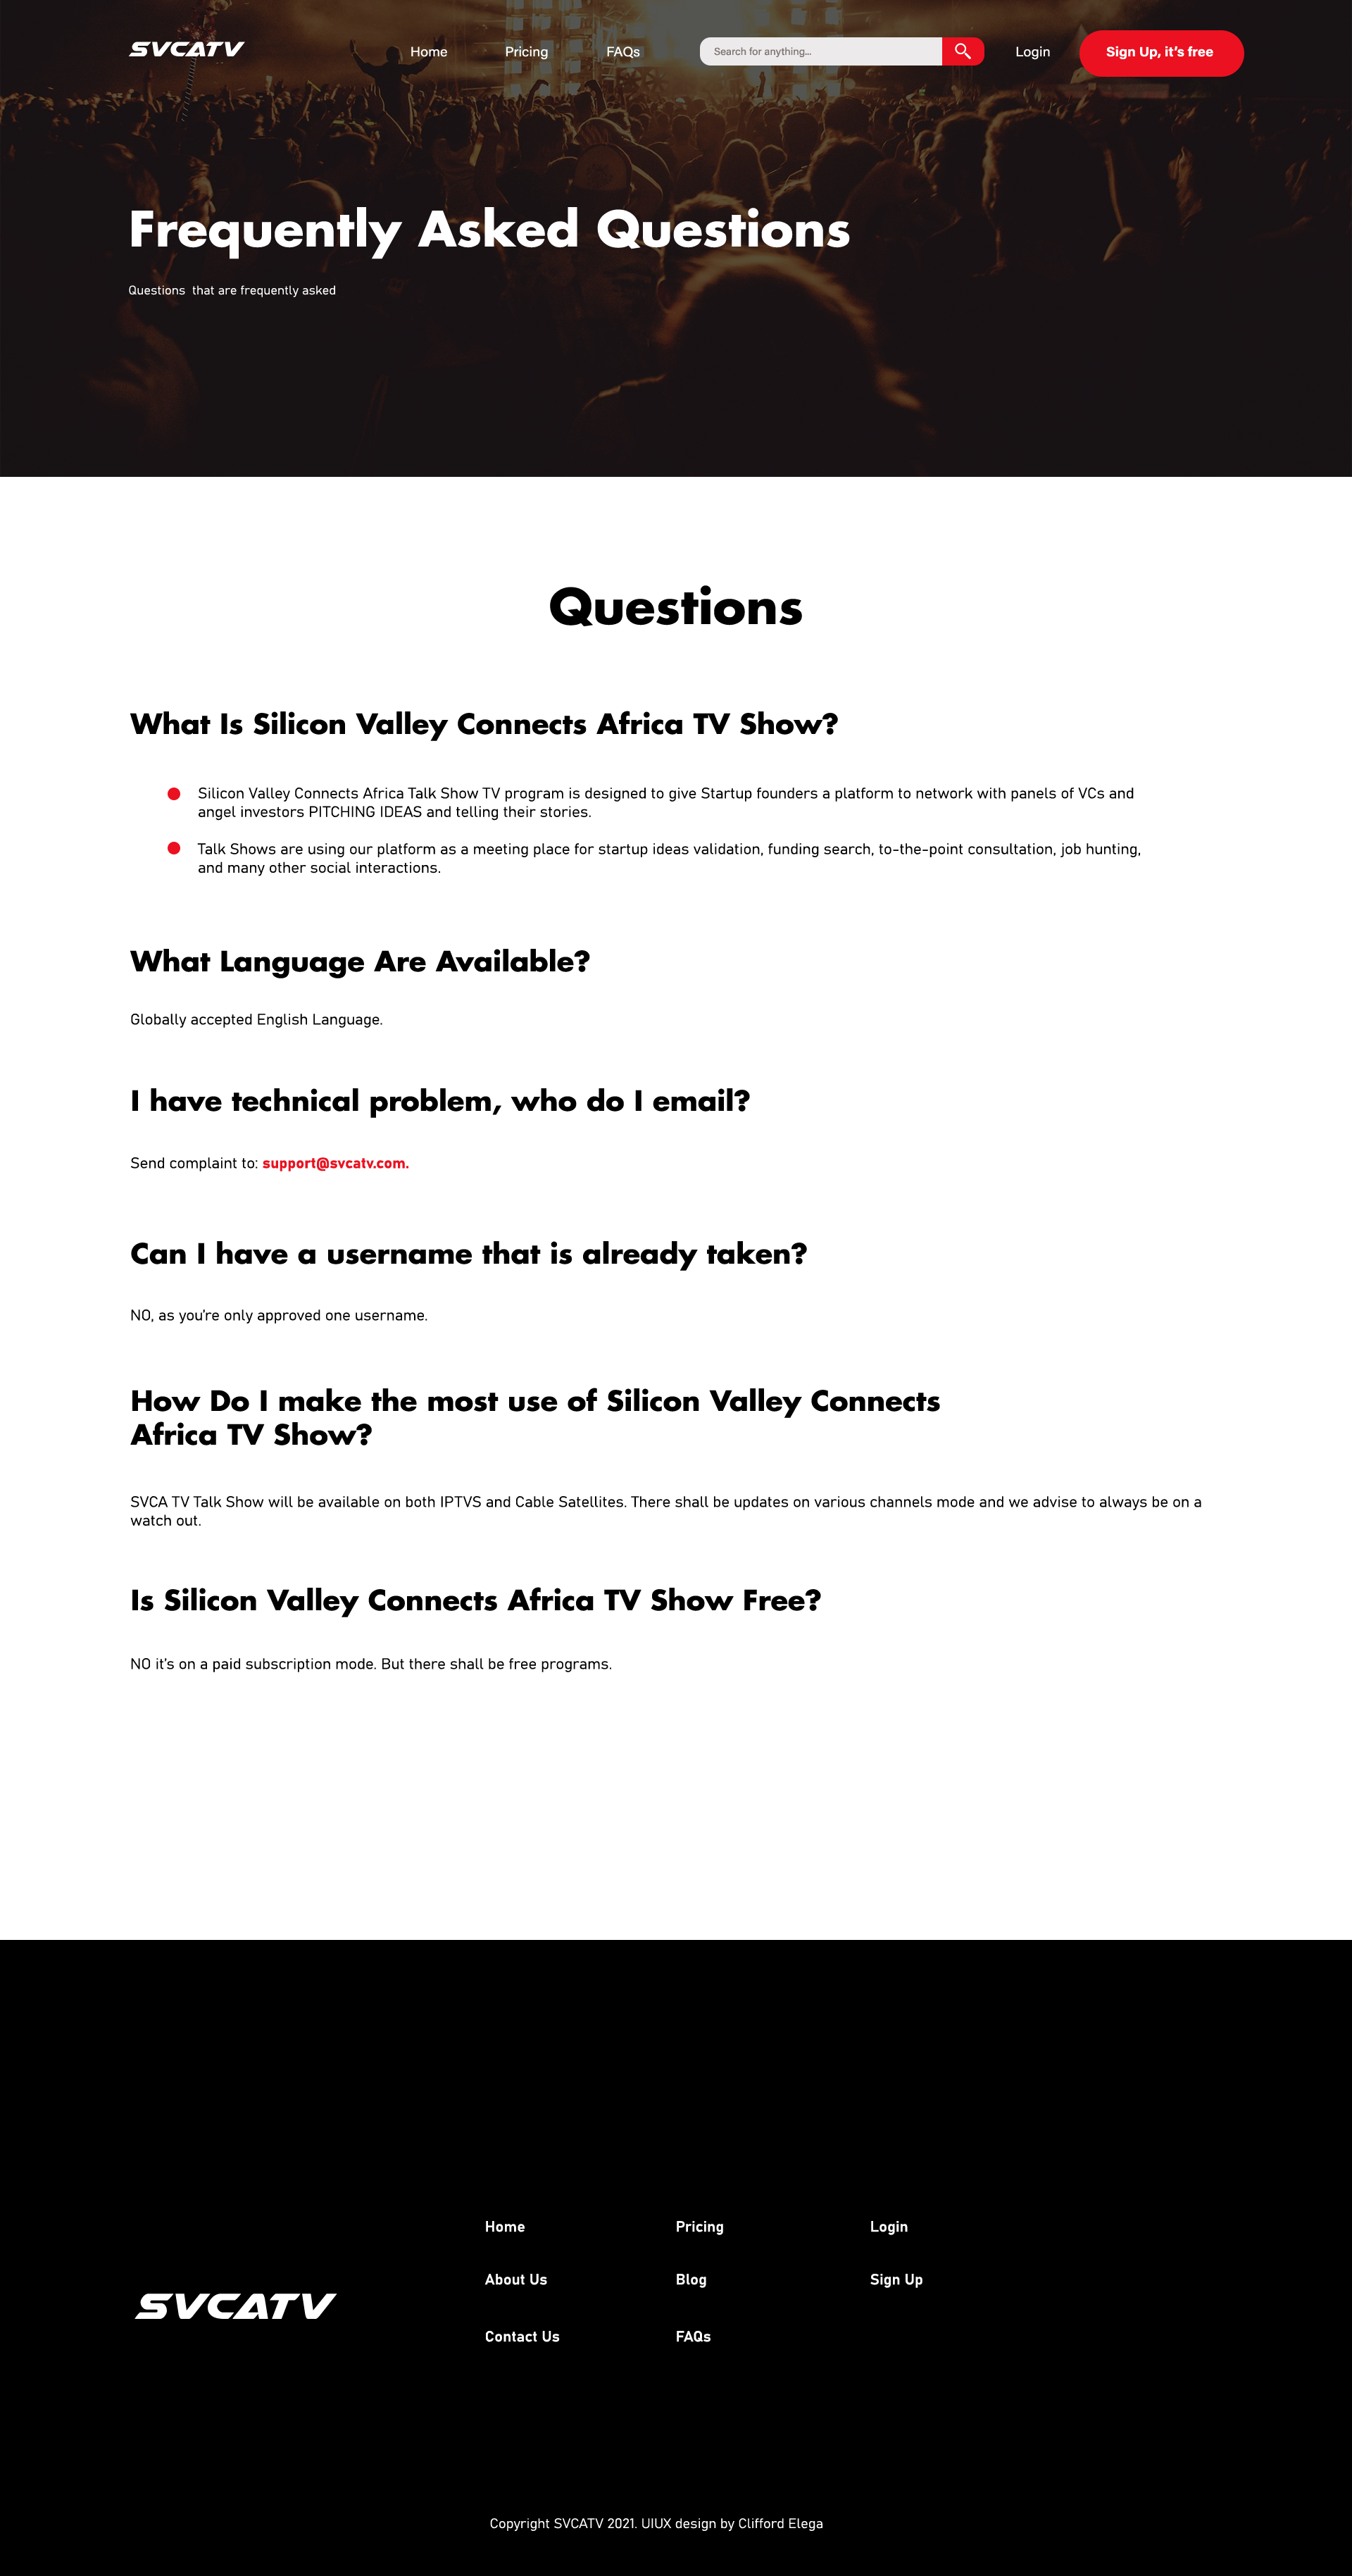 SVCATV
Home
Pricing
FAQs
Search for anything...
Login
Sign Up, it's free
Frequently Asked Questions
Questions that are frequently asked
Questions
What Is Silicon Valley Connects Africa TV Show?
Silicon Valley Connects Africa Talk Show TV program is designed to give Startup founders a platform to network with panels of VCs and
angel investors PITCHING IDEAS and telling their stories.
Talk Shows are using our platform as a meeting place for startup ideas validation, funding search, to-the-point consultation, job hunting,
and many other social interactions.
What Language Are Available?
Globally accepted English Language.
I have technical problem, who do I email?
Send complaint to: support@svcatv.com.
Can I have a username that is already taken?
NO, as you're only approved one username.
How Do I make the most use of Silicon Valley Connects
Africa TV Show?
SVCA TV Talk Show will be available on both IPTVS and Cable Satellites. There shall be updates on various channels mode and we advise to always be on a
watch out.
Is Silicon Valley Connects Africa TV Show Free?
NO it's on a paid subscription mode. But there shall be free programs.
Home
Pricing
Login
About Us
Blog
Sign Up
SVCATV
Contact Us
FAQs
Copyright SVCATV 2021. UIUX design by Clifford Elega